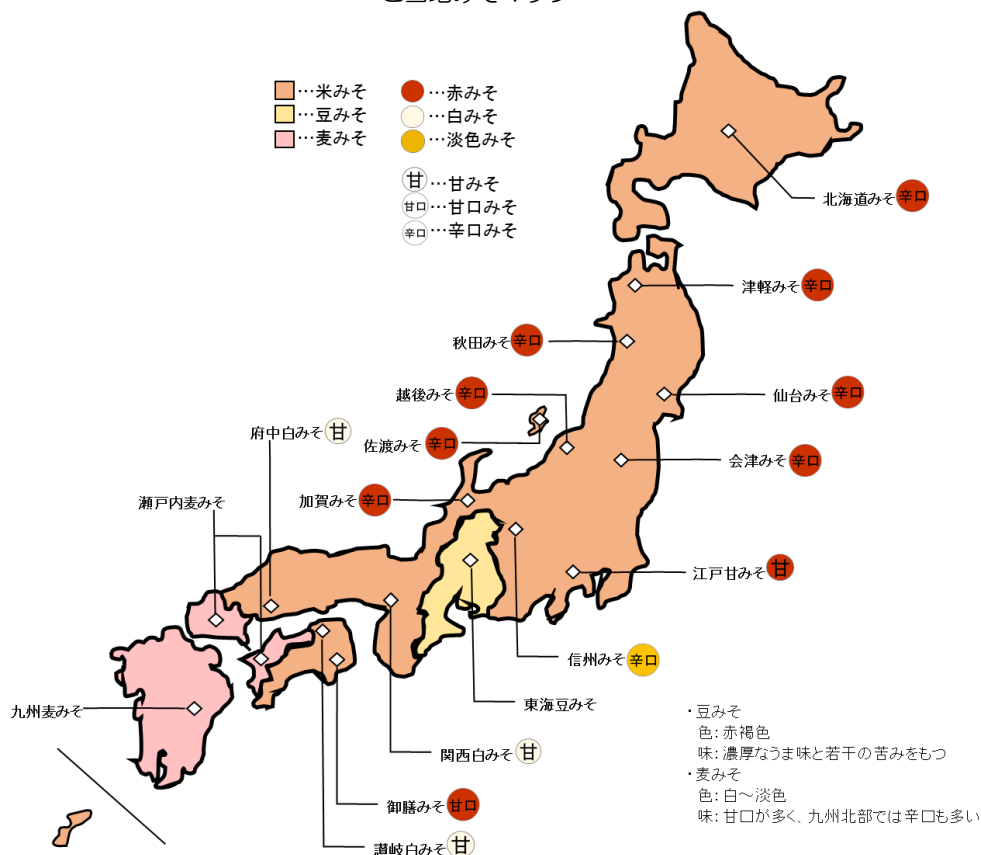 ご当地みそマップ
…米みそ
…豆みそ
…麦みそ
…赤みそ
…白みそ
…淡色みそ
甘…甘みそ
甘口…甘口みそ
辛口…辛口みそ
北海道みそ 辛口
津軽みそ 辛口
秋田みそ 辛口
越後みそ 辛口
仙台みそ 辛口
府中白みそ 甘
佐渡みそ 辛口
会津みそ 辛口
瀬戸内麦みそ
加賀みそ 辛口
江戸甘みそ 甘
信州みそ 辛口
東海豆みそ
九州麦みそ
関西白みそ 甘
御膳みそ 甘口
讃岐白みそ 甘
・豆みそ
色：赤褐色
味：濃厚なうま味と若干の苦みをもつ
・麦みそ
色：白～淡色
味：甘口が多く、九州北部では辛口も多い